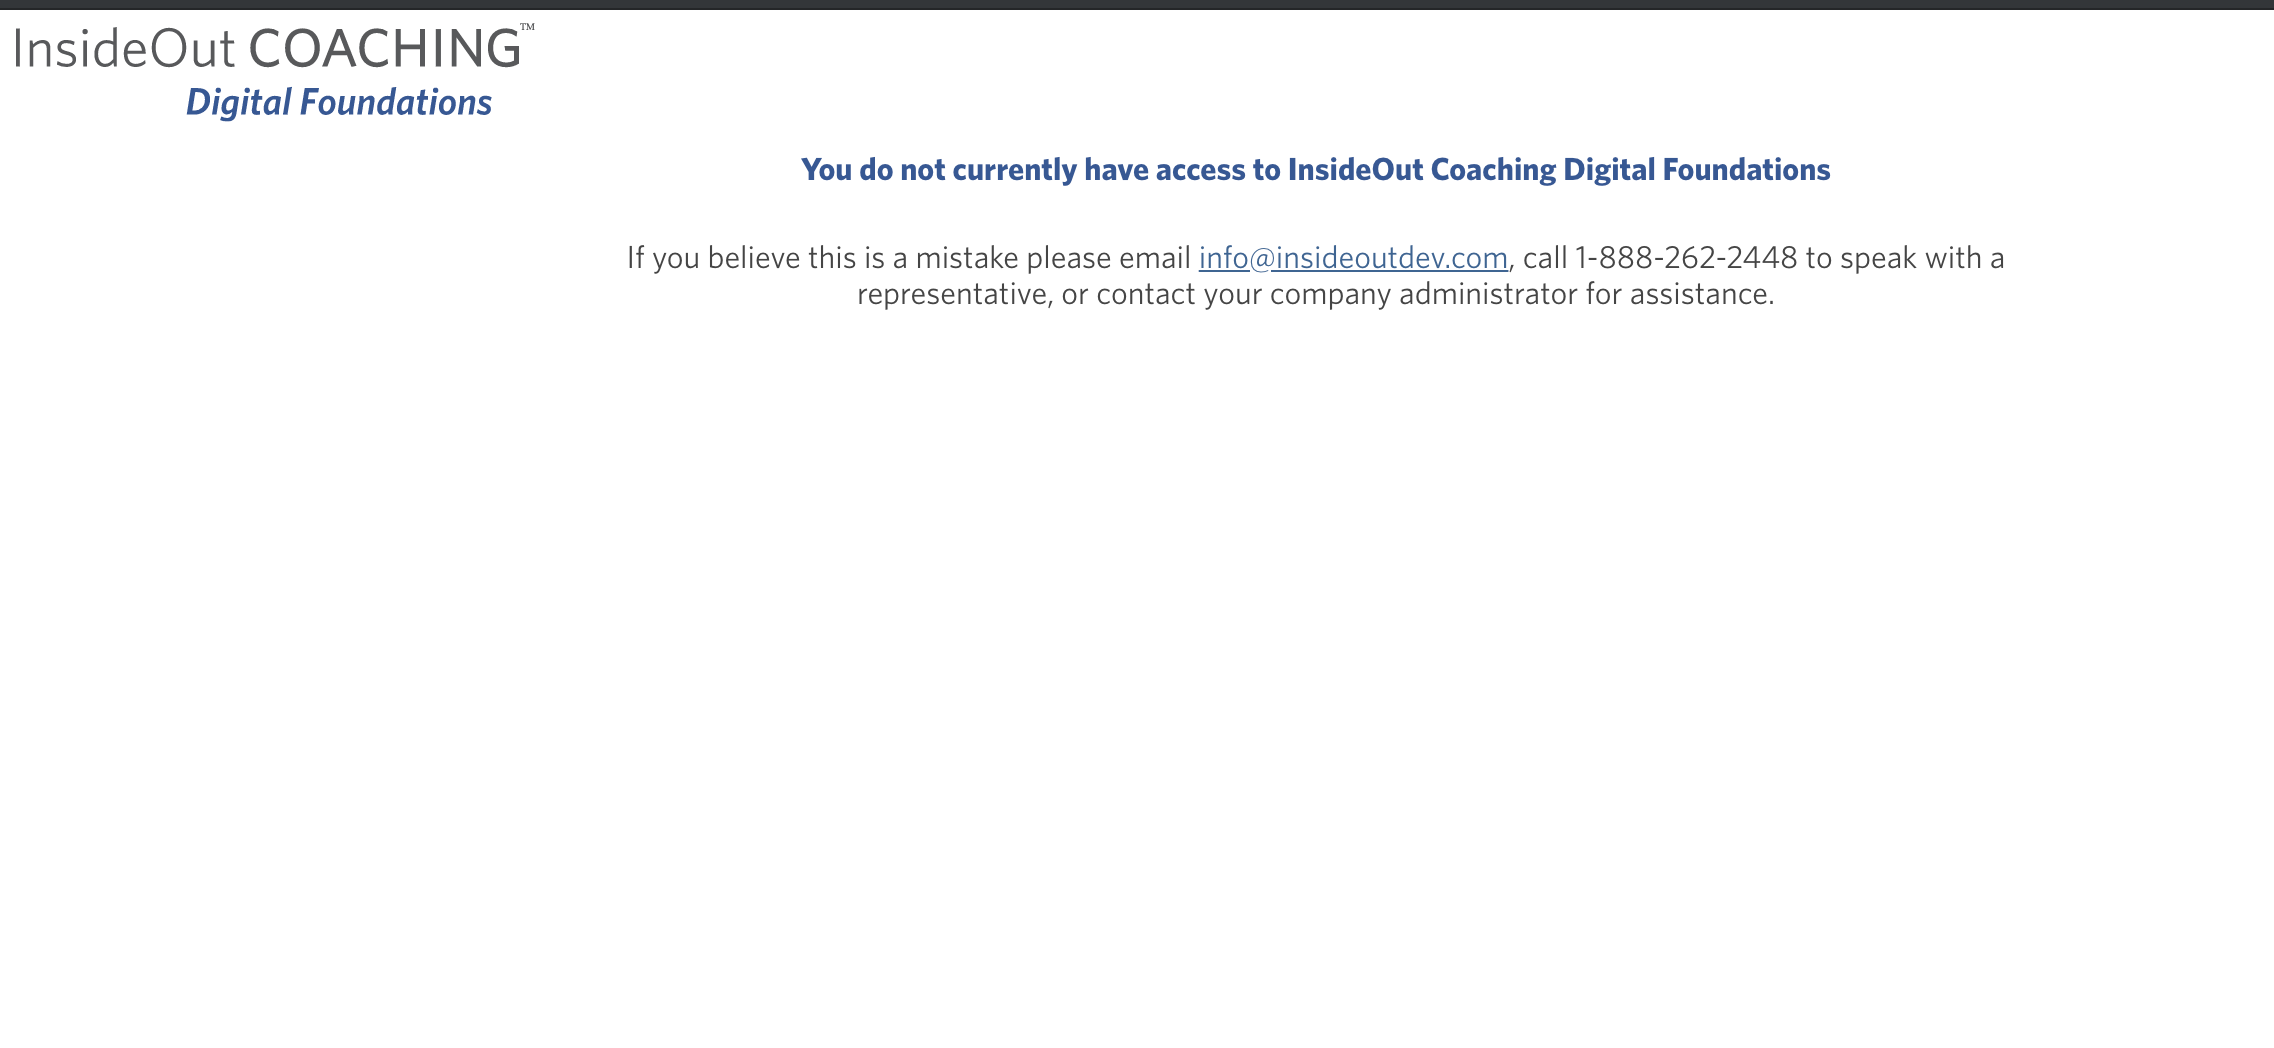 InsideOut COACHING™
Digital Foundations
You do not currently have access to InsideOut Coaching Digital Foundations
If you believe this is a mistake please email info@insideoutdev.com, call 1-888-262-2448 to speak with a
representative, or contact your company administrator for assistance.